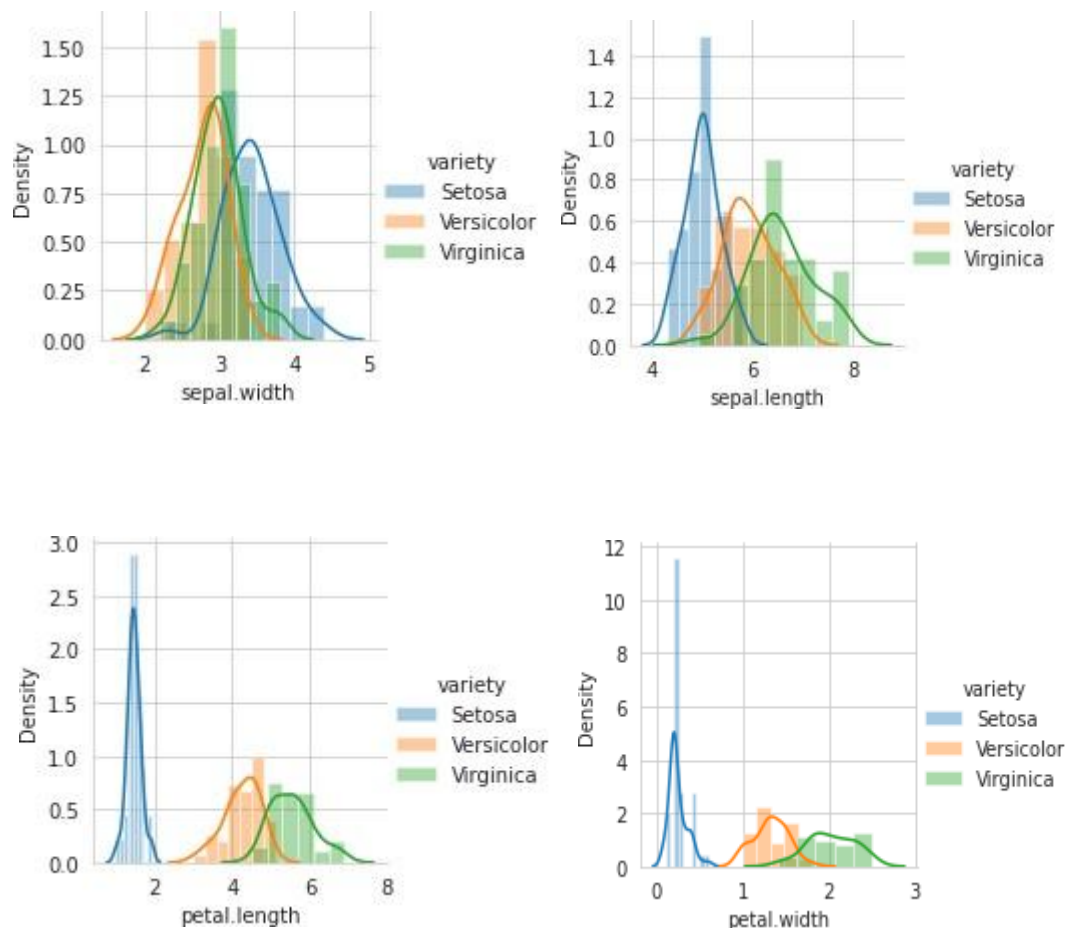 1.50
1.25
1.00
0.75
0.50
0.25
0.00
Density
2 3 4 5
sepal.width
variety
Setosa
Versicolor
Virginica
1.4
1.2
1.0
0.8
0.6
0.4
0.2
0.0
Density
4 6 8
sepal.length
variety
Setosa
Versicolor
Virginica
3.0
2.5
2.0
1.5
1.0
0.5
0.0
Density
2 4 6 8
petal.length
variety
Setosa
Versicolor
Virginica
12
10
8
6
4
2
0
Density
0 1 2 3
petal.width
variety
Setosa
Versicolor
Virginica